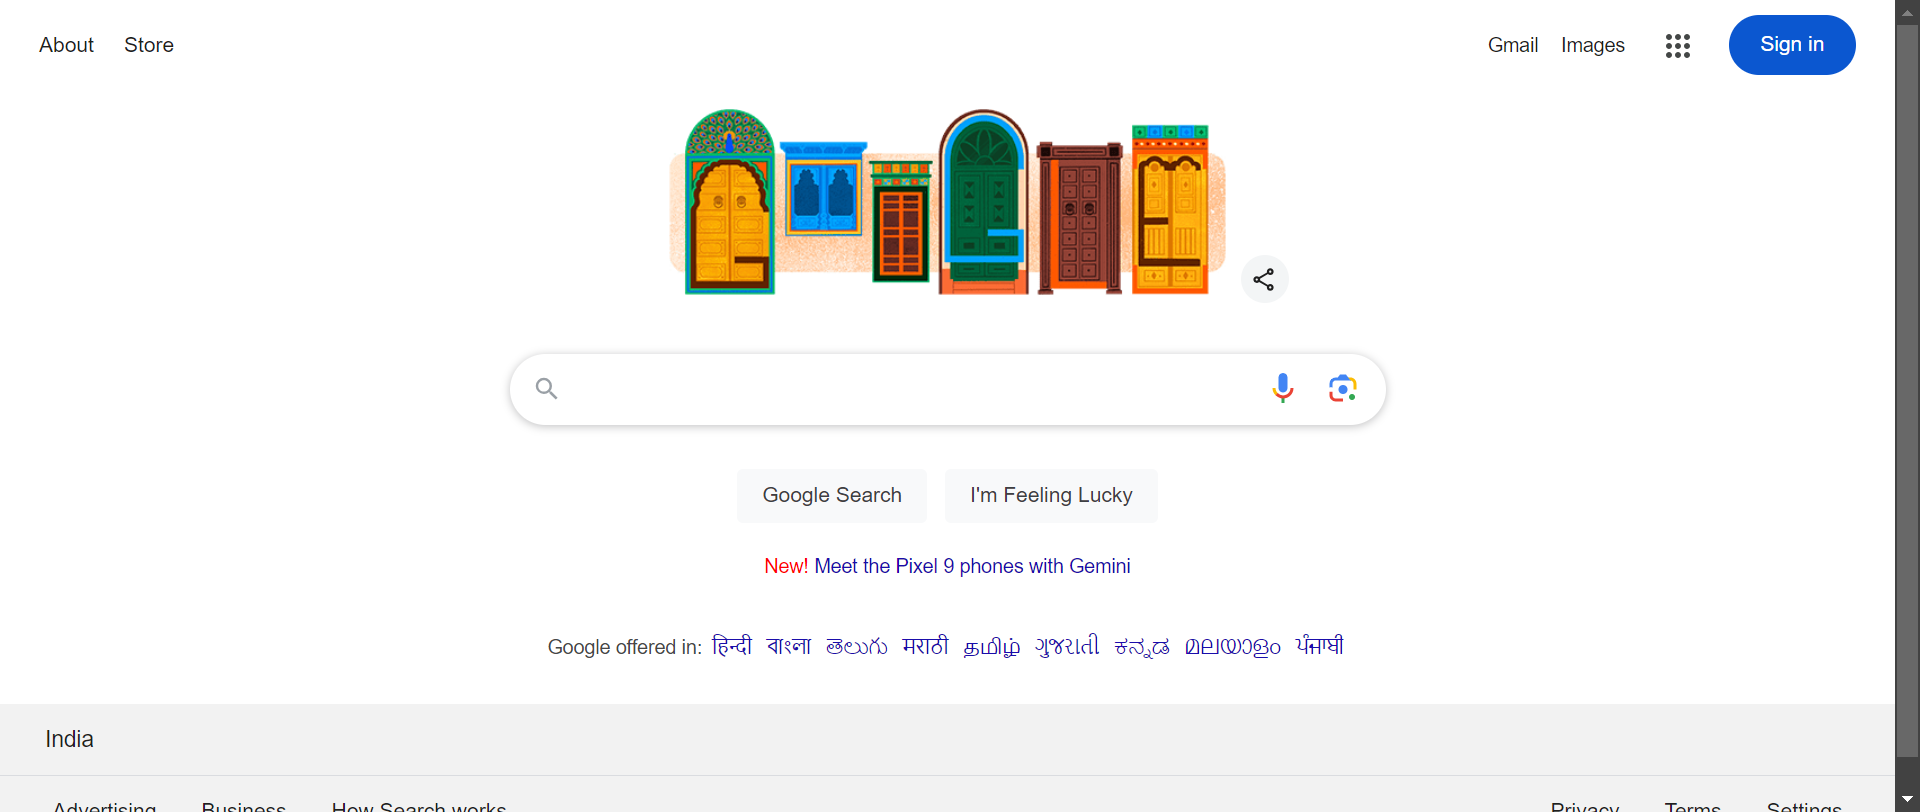 About Store Gmail Images Sign in
Google Search I'm Feeling Lucky
New! Meet the Pixel 9 phones with Gemini
Google offered in: हिन्दी বাংলা తెలుగు मराठी தமிழ் ગુજરાતી ಕನ್ನಡ മലയാളം ਪੰਜਾਬੀ
India
Advertising Business How Search works Privacy Terms Settings